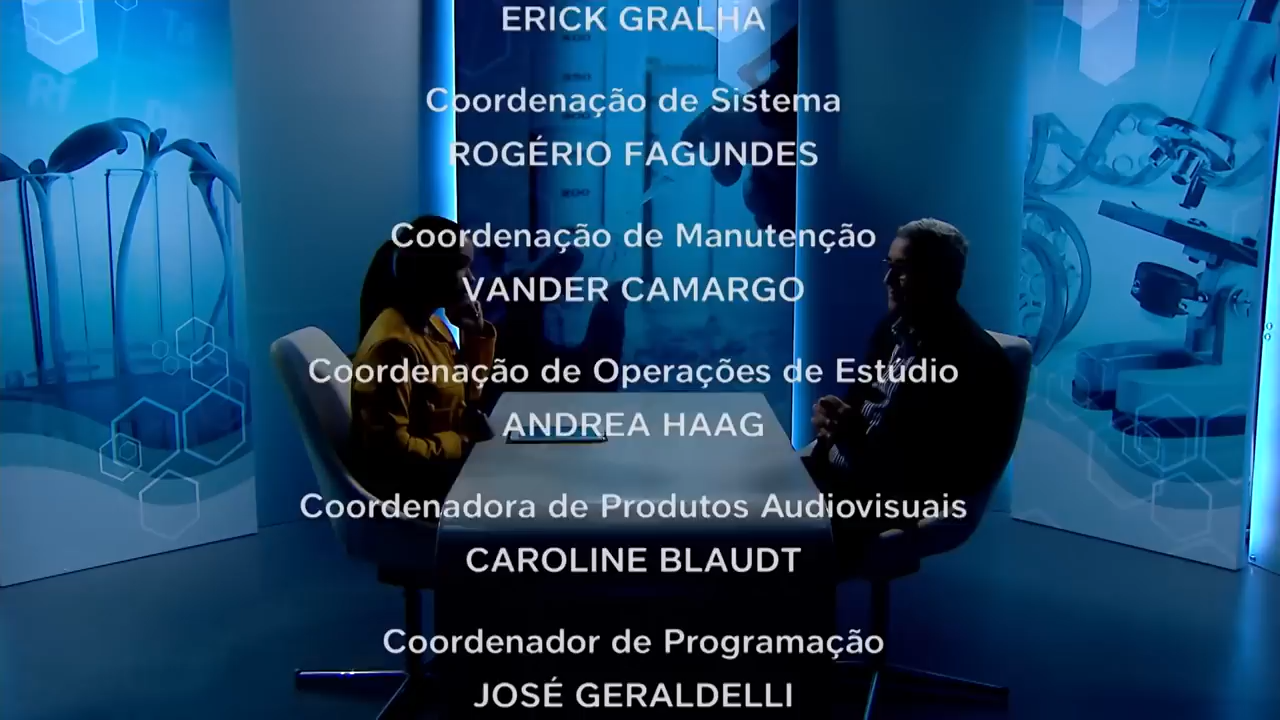 ERICK GRALHA
Coordenação de Sistema
ROGÉRIO FAGUNDES
Coordenação de Manutenção
VANDER CAMARGO
Coordenação de Operações de Estúdio
ANDREA HAAG
Coordenadora de Produtos Audiovisuais
CAROLINE BLAUDT
Coordenador de Programação
JOSÉ GERALDELLI